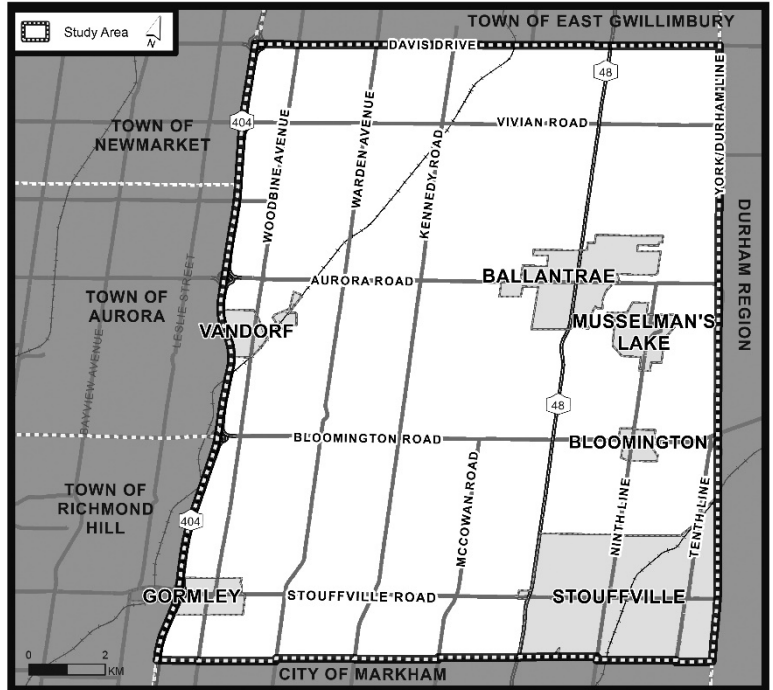 Study Area
N
TOWN OF EAST GWILLIMBURY
DAVIS DRIVE
48
404
TOWN OF
NEWMARKET
VIVIAN ROAD
WOODBINE AVENUE
WARDEN AVENUE
KENNEDY ROAD
YORK/DURHAM LINE
DURHAM REGION
LESLIE STREET
BAYVIEW AVENUE
TOWN OF
AURORA
AURORA ROAD
BALLANTRAE
VANDORF
MUSSELMAN'S
LAKE
48
BLOOMINGTON ROAD
BLOOMINGTON
TOWN OF
RICHMOND
HILL
404
MCCOWAN ROAD
NINTH LINE
TENTH LINE
GORMLEY
STOUFFVILLE ROAD
STOUFFVILLE
0 2
KM
CITY OF MARKHAM